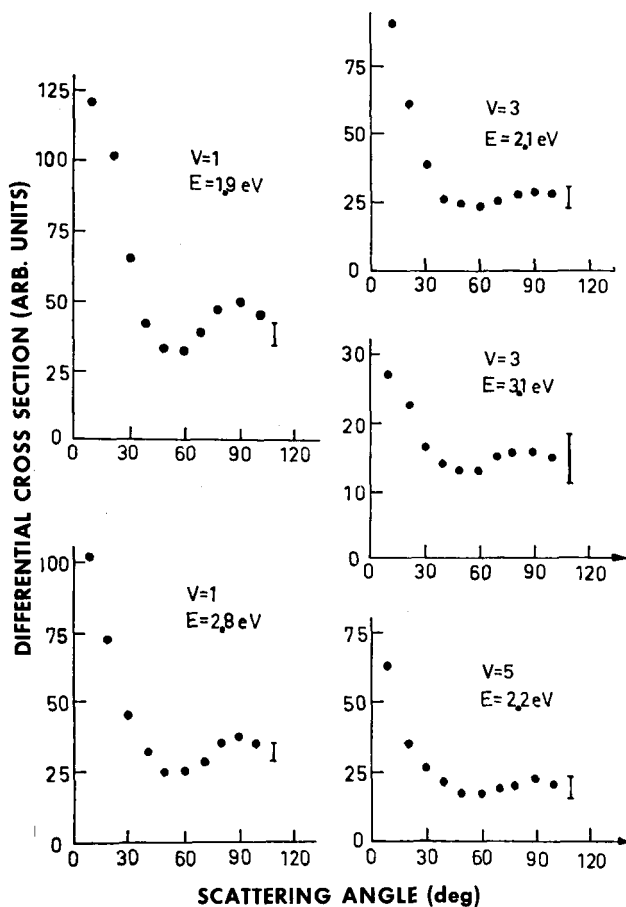 DIFFERENTIAL CROSS SECTION (ARB. UNITS)
125
100
75
50
25
0
0 30 60 90 120
V=1
E=1.9 eV
75
50
25
0
0 30 60 90 120
V=3
E=2.1 eV
30
20
10
0
0 30 60 90 120
V=3
E=3.1 eV
100
75
50
25
0
0 30 60 90 120
V=1
E=2.8 eV
75
50
25
0
0 30 60 90 120
V=5
E=2.2 eV
SCATTERING ANGLE (deg)